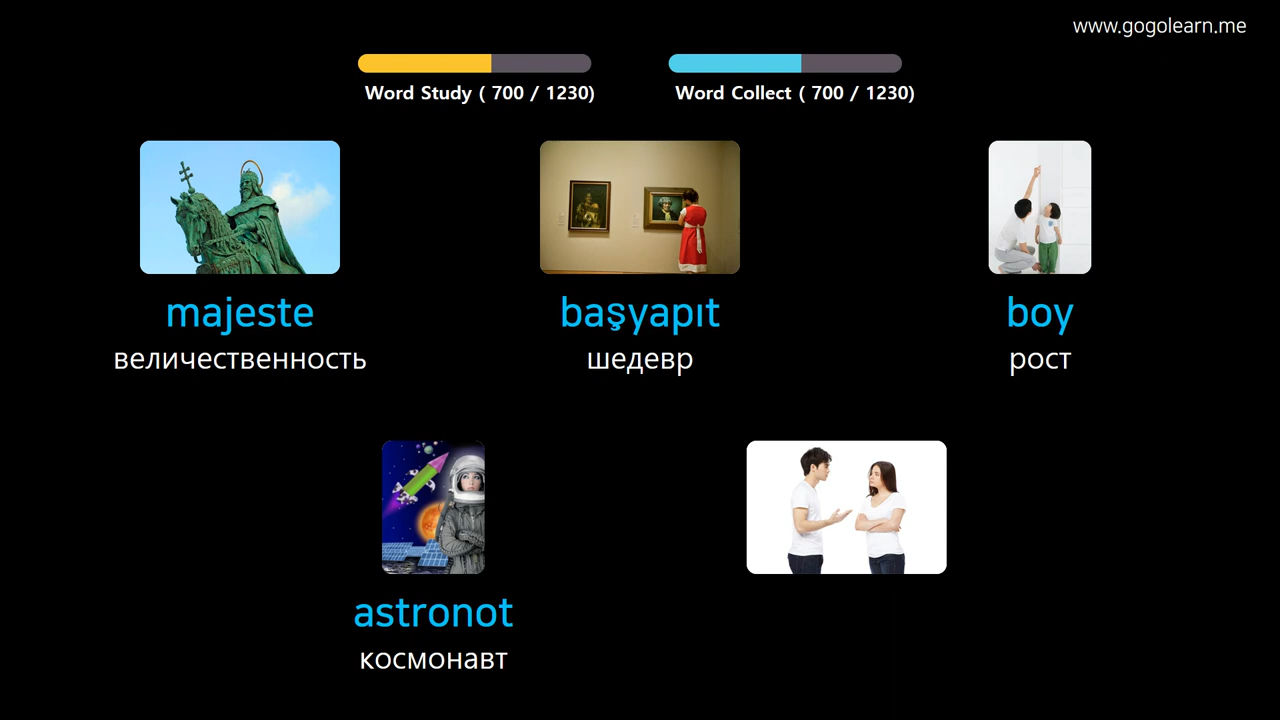 www.gogolearn.me
Word Study ( 700 / 1230)
Word Collect ( 700 / 1230)
majeste
величественность
başyapıt
шедевр
boy
рост
astronot
космонавт